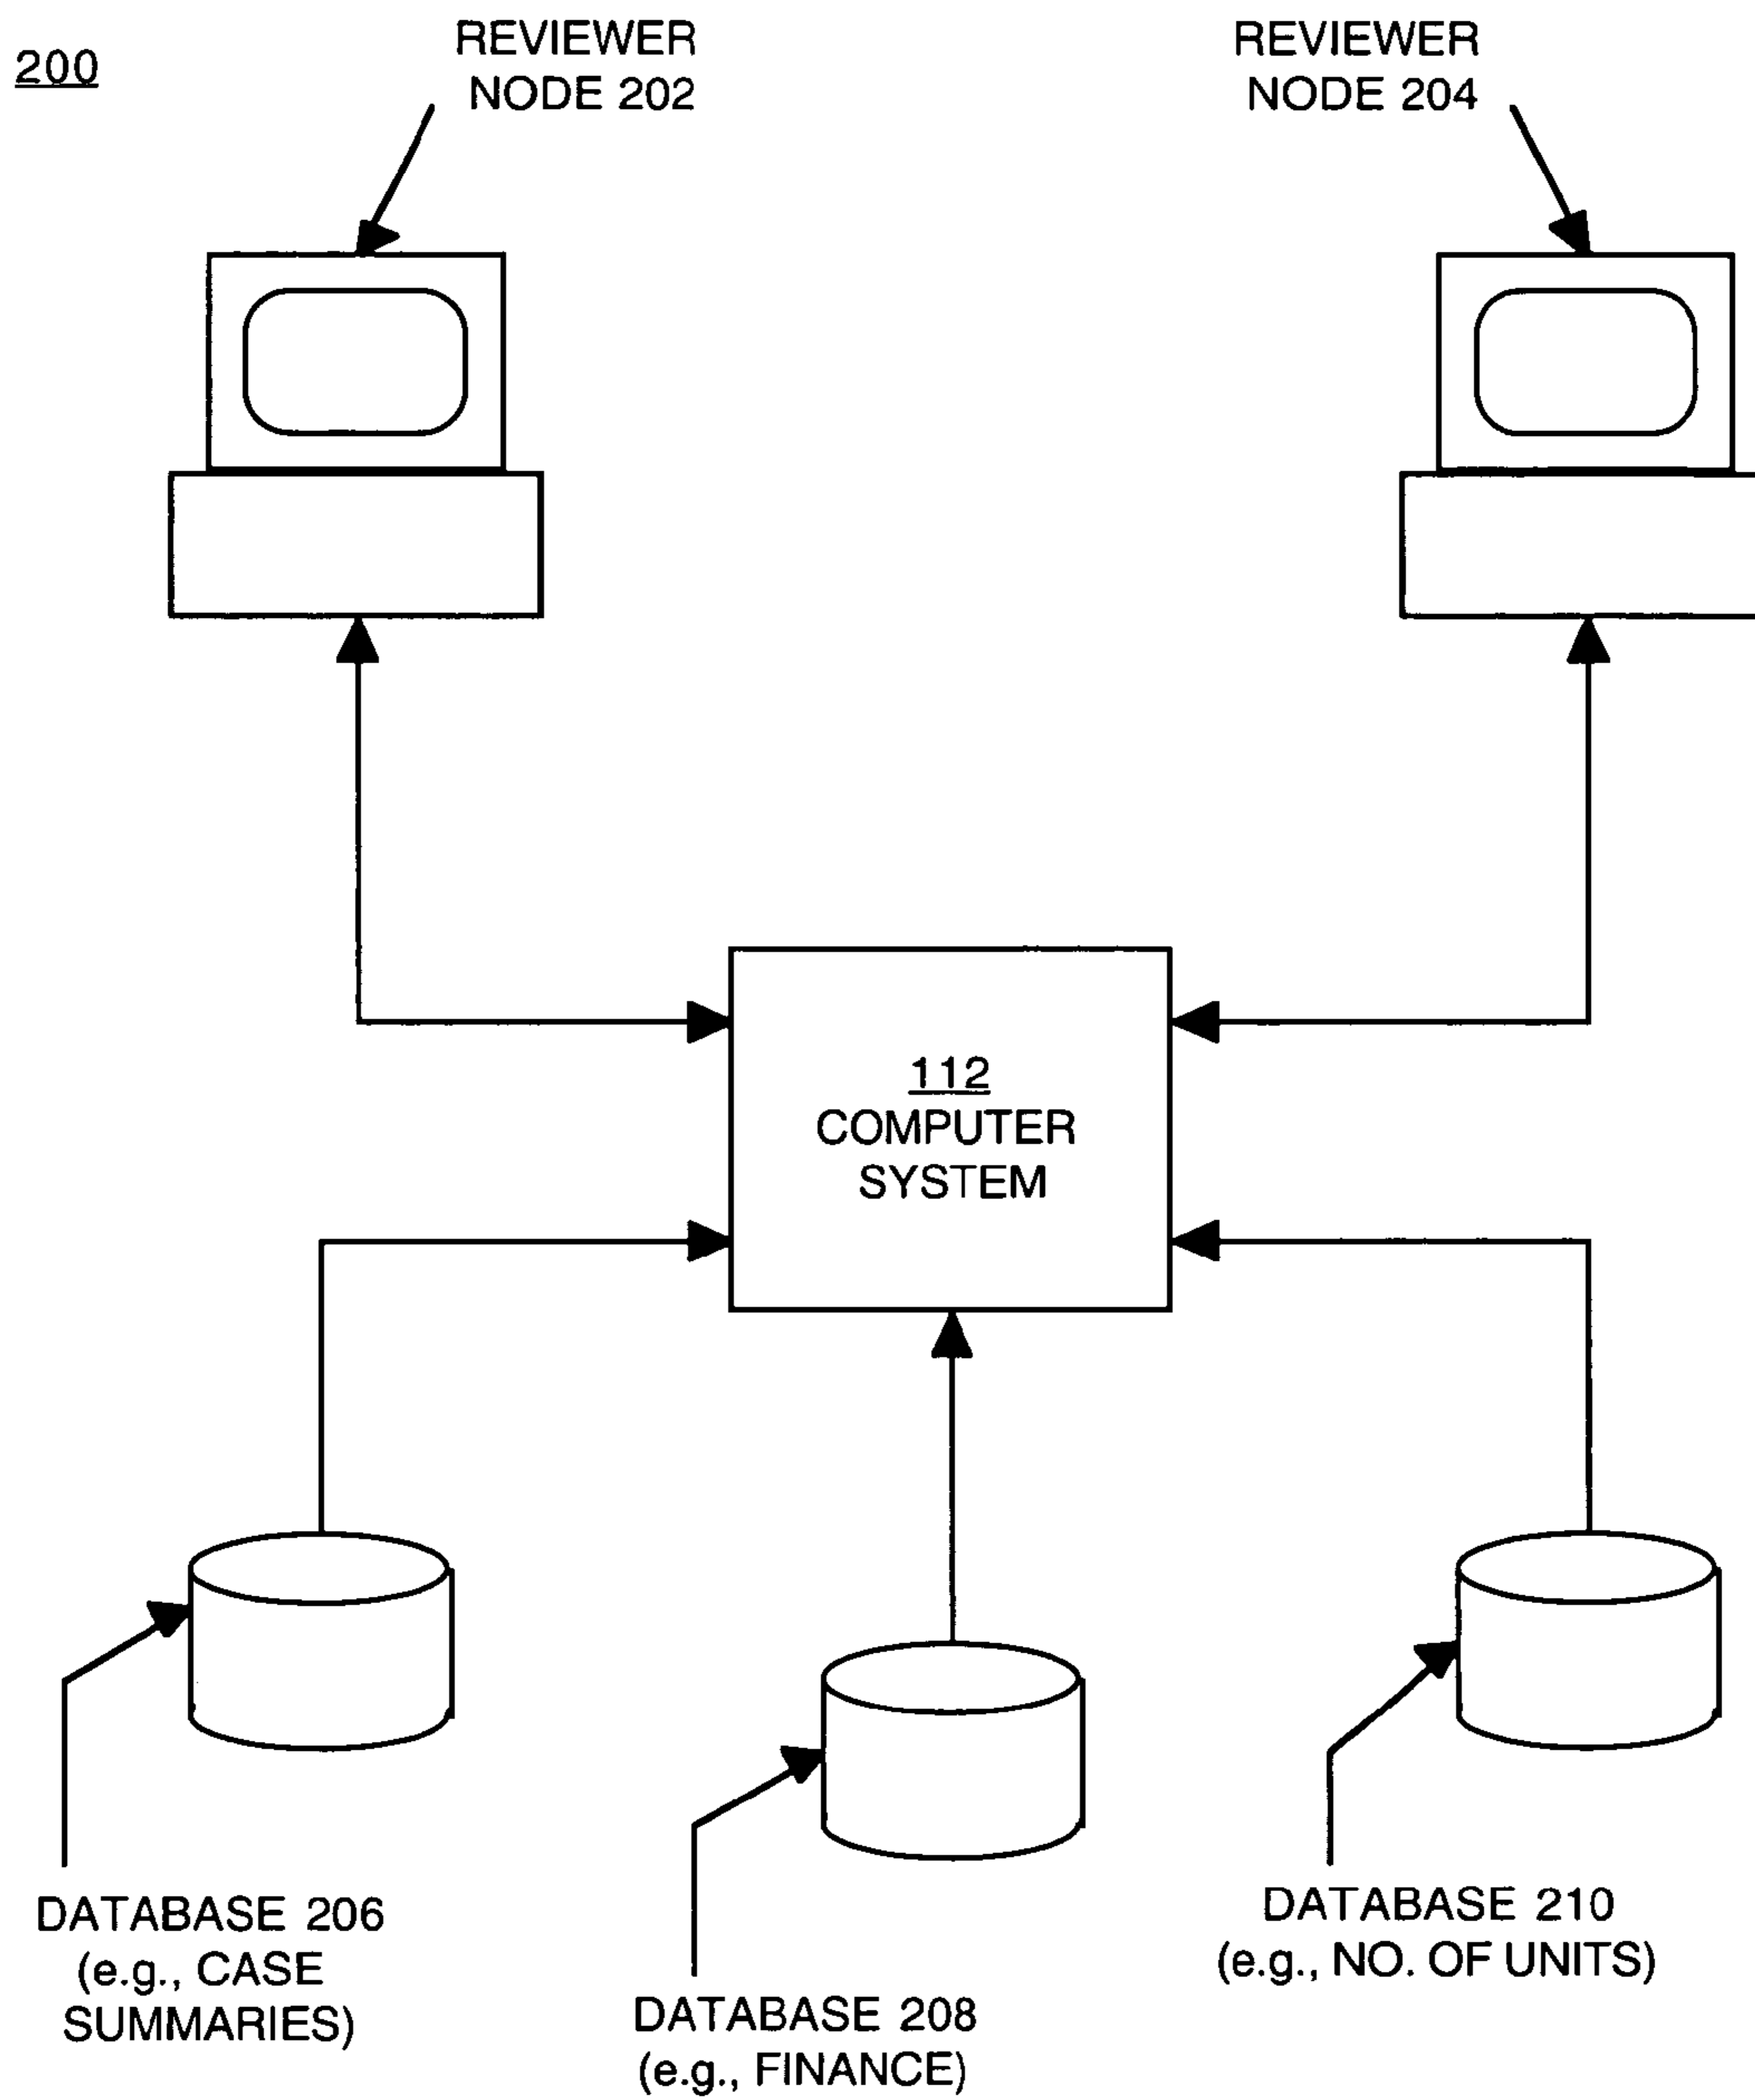 200
REVIEWER
NODE 202
REVIEWER
NODE 204
112
COMPUTER
SYSTEM
DATABASE 206
(e.g., CASE
SUMMARIES)
DATABASE 208
(e.g., FINANCE)
DATABASE 210
(e.g., NO. OF UNITS)